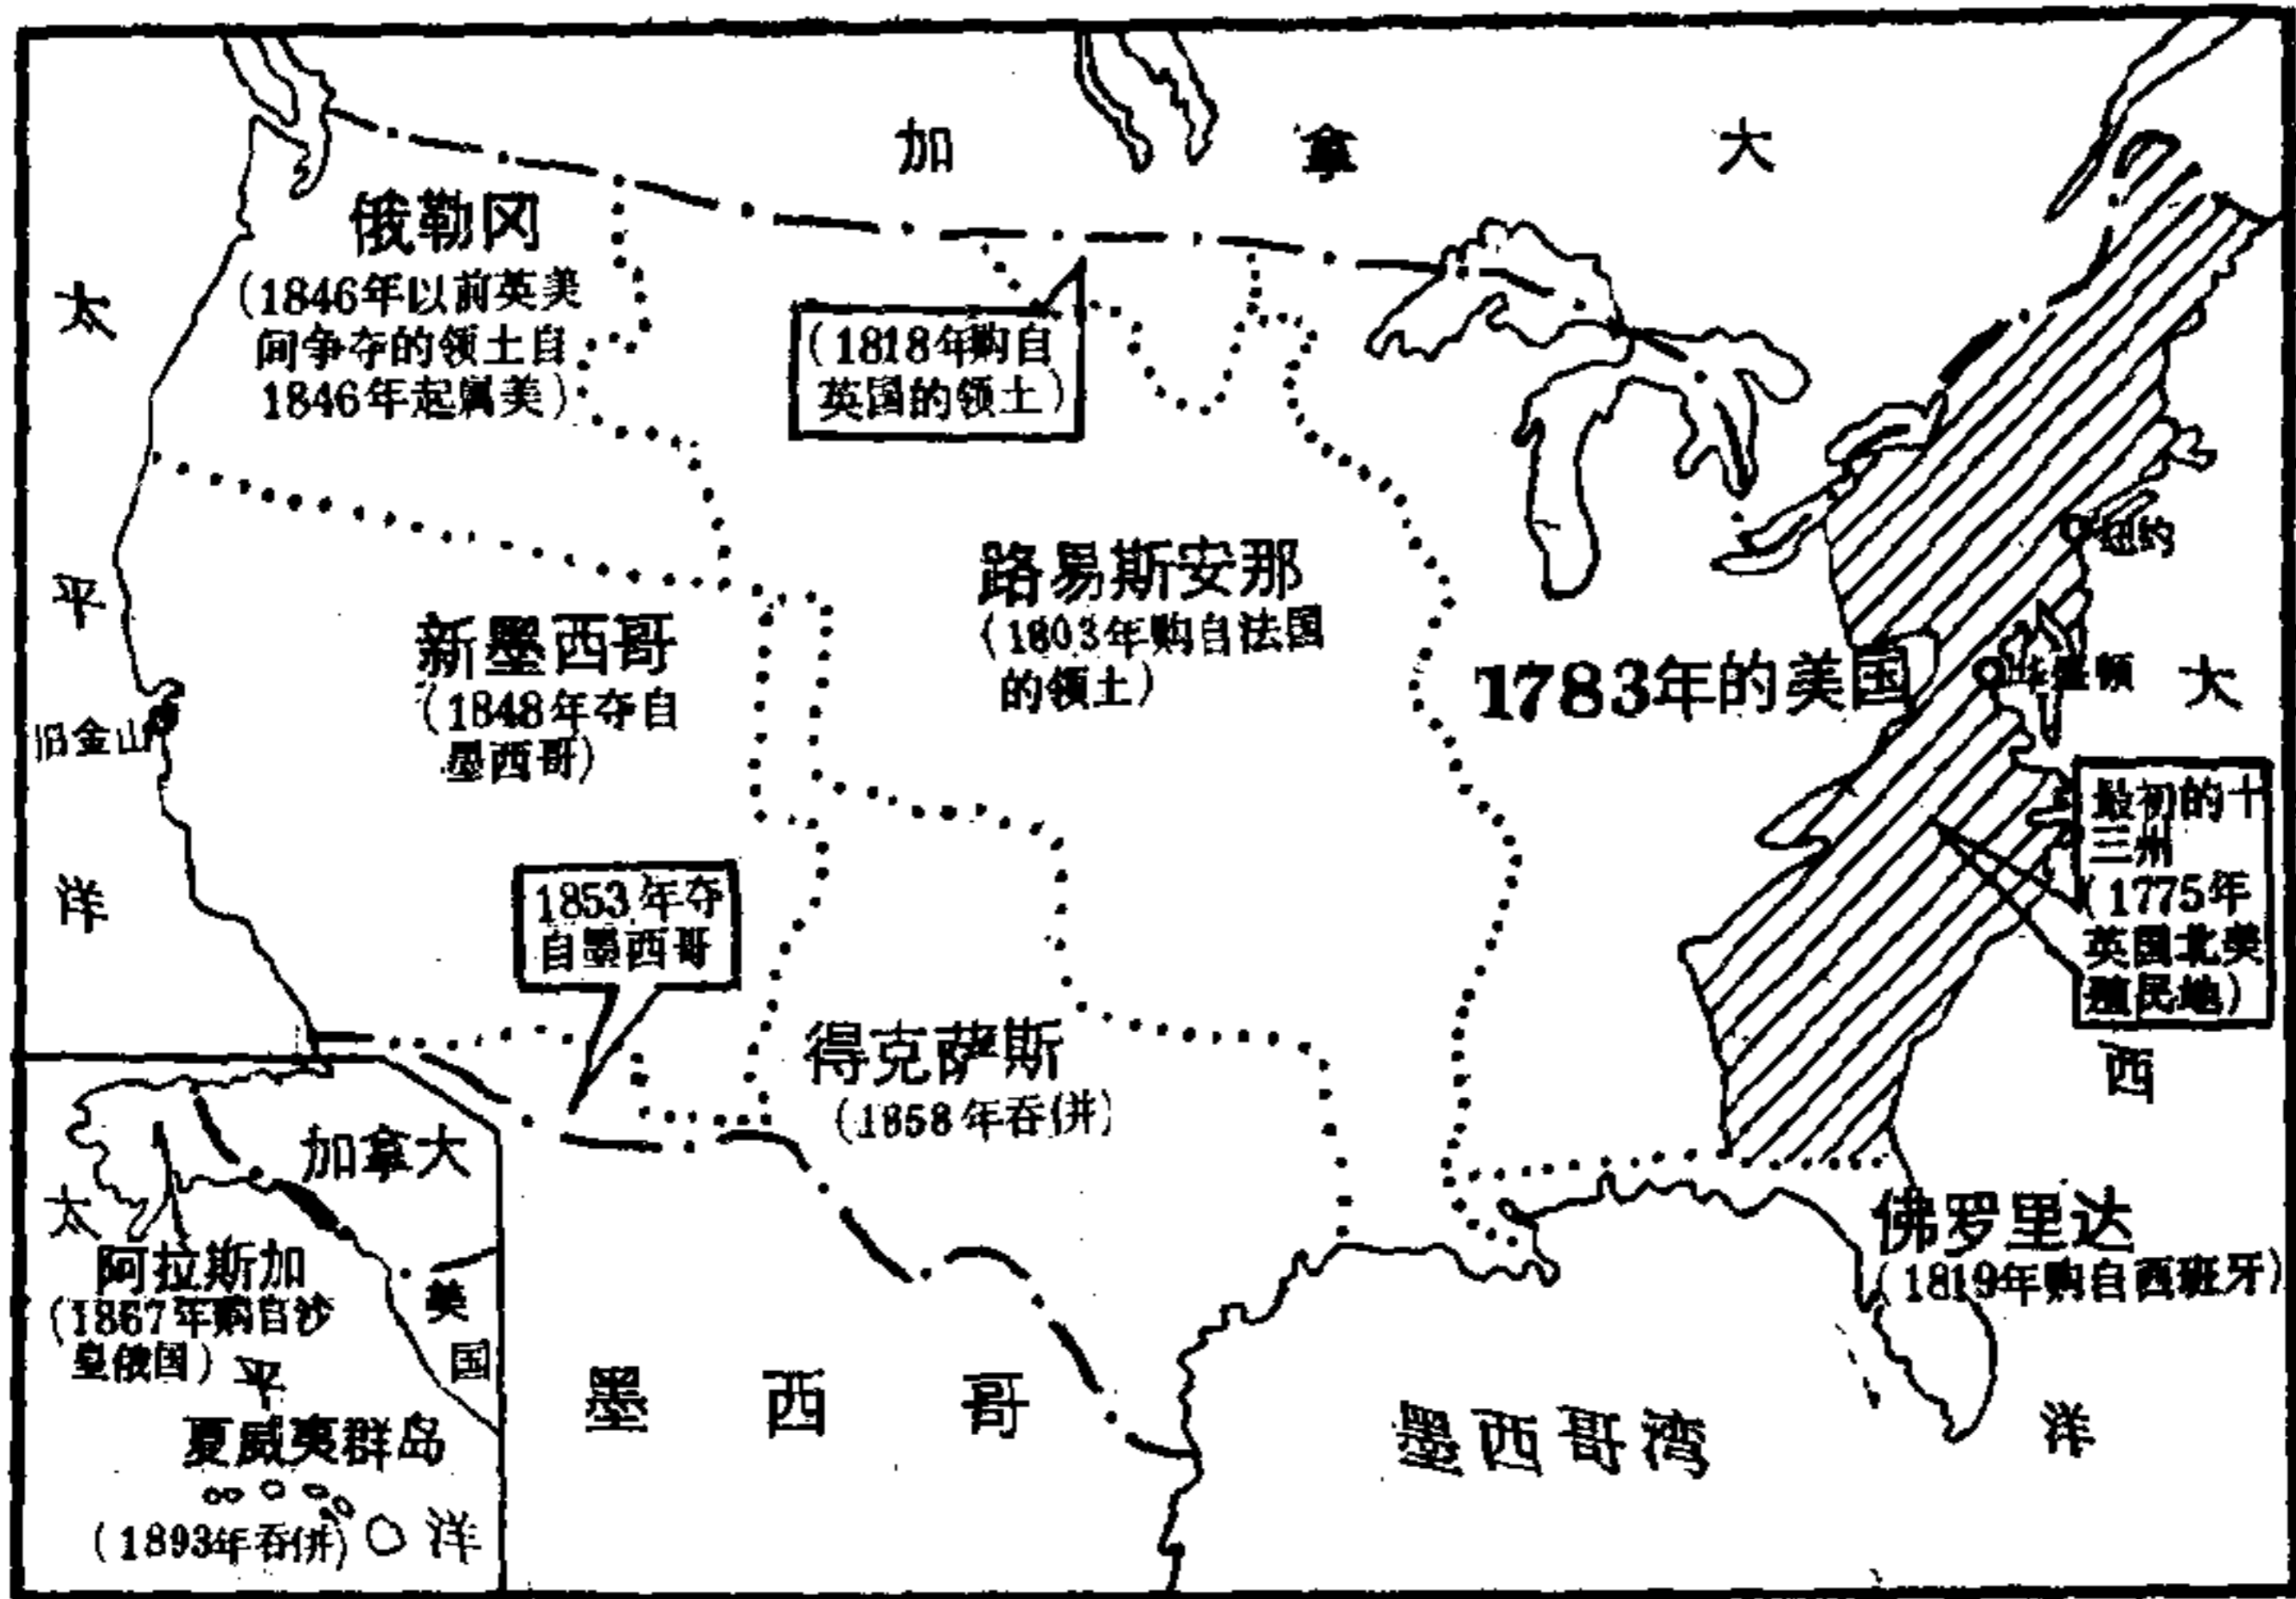 加拿大
俄勒冈
(1846年以前英美
间争夺的领土自
1846年起属美)
(1818年购自
英国的领土)
太平洋
路易斯安那
(1803年购自法国
的领土)
新墨西哥
(1848年夺自
墨西哥)
旧金山
1783年的美国
纽约
华盛顿
大西洋
最初的十
三州
(1775年
英国北美
殖民地)
1853年夺
自墨西哥
得克萨斯
(1858年吞併)
佛罗里达
(1819年购自西班牙)
加拿大
阿拉斯加
(1867年购自沙
皇俄国)
美国
太平洋
夏威夷群岛
(1893年吞併)
墨西哥
墨西哥湾